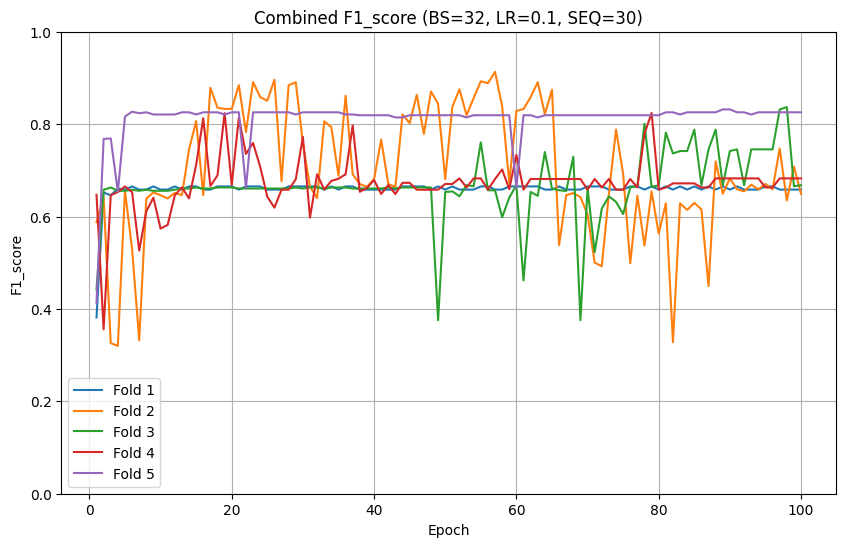 Combined F1_score (BS=32, LR=0.1, SEQ=30)
1.0
0.8
0.6
0.4
0.2
0.0
F1_score
Fold 1
Fold 2
Fold 3
Fold 4
Fold 5
0 20 40 60 80 100
Epoch